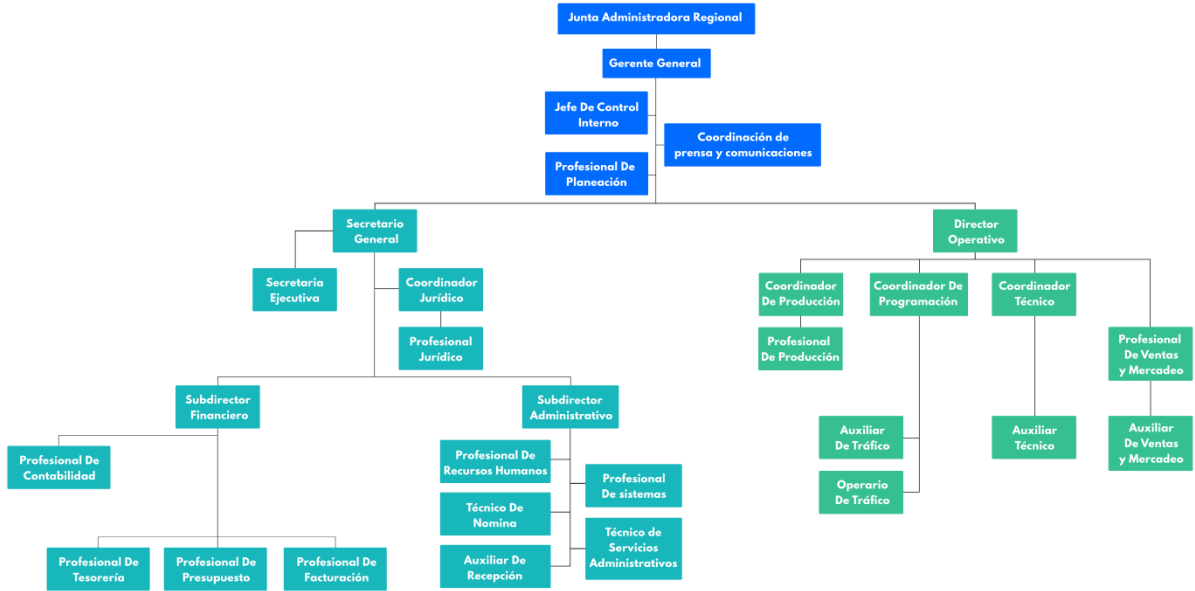 Junta Administradora Regional
Gerente General
Jefe De Control
Interno
Coordinación de
prensa y comunicaciones
Profesional De
Planeación
Secretario
General
Director
Operativo
Secretaria
Ejecutiva
Coordinador
Jurídico
Profesional
Jurídico
Coordinador
De Producción
Coordinador De
Programación
Coordinador
Técnico
Profesional
De Producción
Profesional
De Ventas
y Mercadeo
Subdirector
Financiero
Subdirector
Administrativo
Auxiliar
De Tráfico
Auxiliar
Técnico
Auxiliar
De Ventas
y Mercadeo
Operario
De Tráfico
Profesional De
Contabilidad
Profesional De
Recursos Humanos
Profesional
De sistemas
Técnico De
Nomina
Técnico de
Servicios
Administrativos
Auxiliar De
Recepción
Profesional De
Tesorería
Profesional De
Presupuesto
Profesional De
Facturación